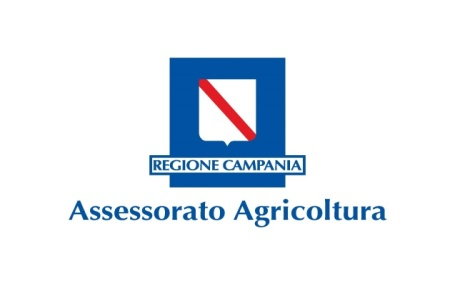 REGIONE CAMPANIA
Assessorato Agricoltura